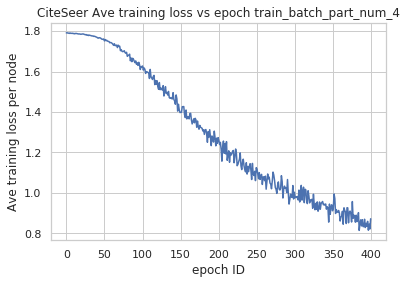 CiteSeer Ave training loss vs epoch train_batch_part_num_4
1.8
1.6
1.4
1.2
1.0
0.8
Ave training loss per node
0 50 100 150 200 250 300 350 400
epoch ID